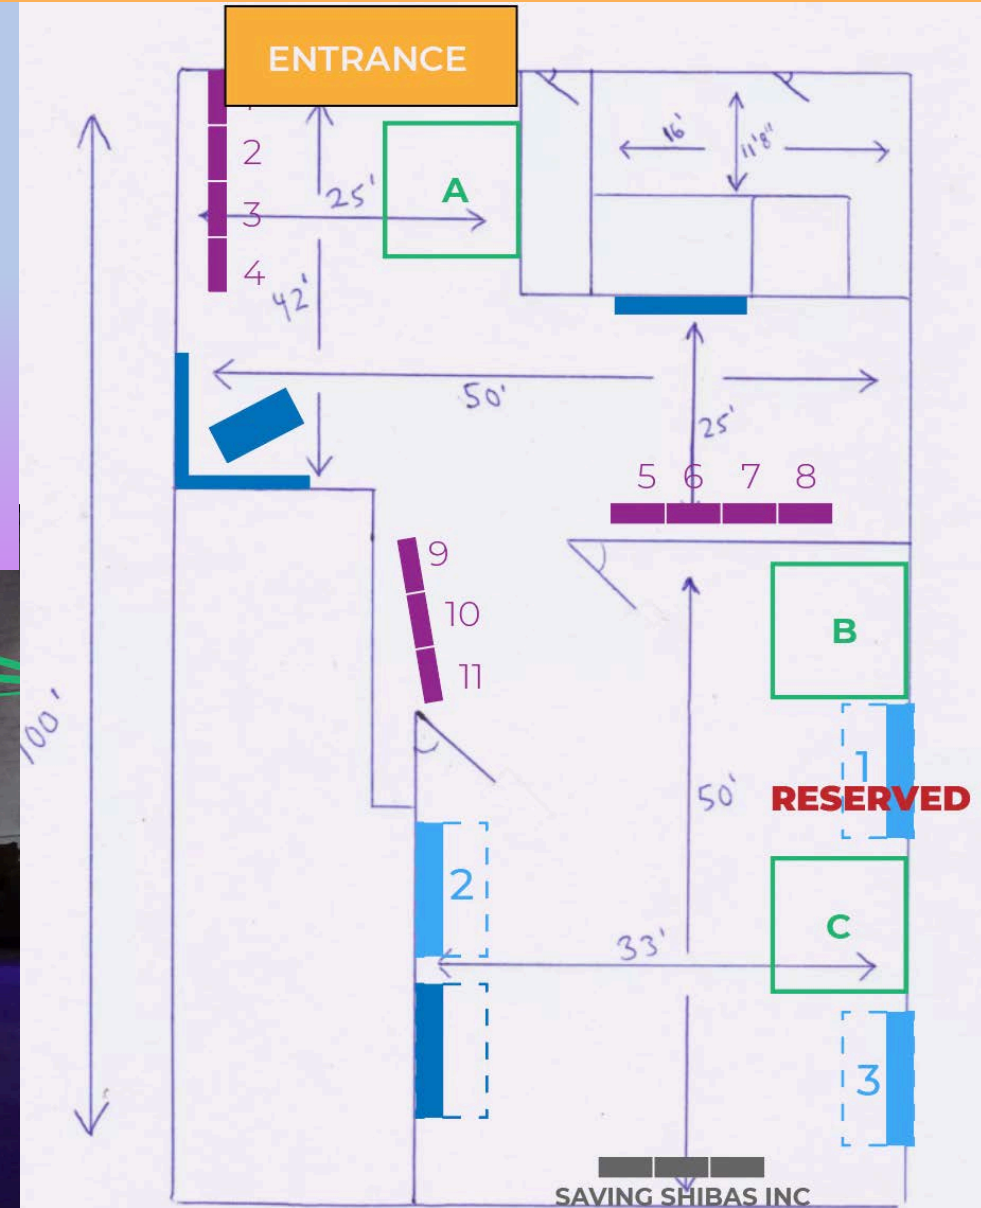 ENTRANCE
2
3
4
A
25'
42'
16'
11'8"
50'
25'
5 6 7 8
9
10
11
B
100'
1
RESERVED
50'
2
C
33'
3
SAVING SHIBAS INC